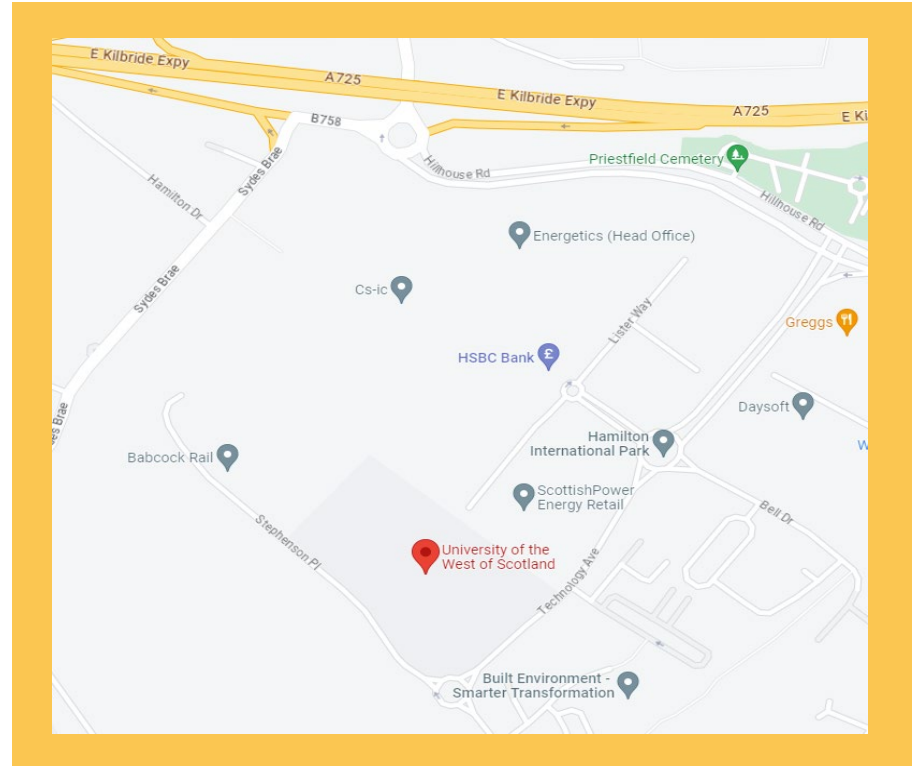 E Kilbride Expy
A725
E Kilbride Expy
A725
E Ki
B758
Sydes Brae
Hillhouse Rd
Priestfield Cemetery
Hamilton Dr
Hillhouse Rd
Energetics (Head Office)
Sydes Brae
Cs-ic
Lister Way
Greggs
HSBC Bank
£
Daysoft
es Brae
Hamilton
International Park
W
Babcock Rail
ScottishPower
Energy Retail
Bell Dr
Stephenson Pl
University of the
West of Scotland
Technology Ave
Built Environment -
Smarter Transformation